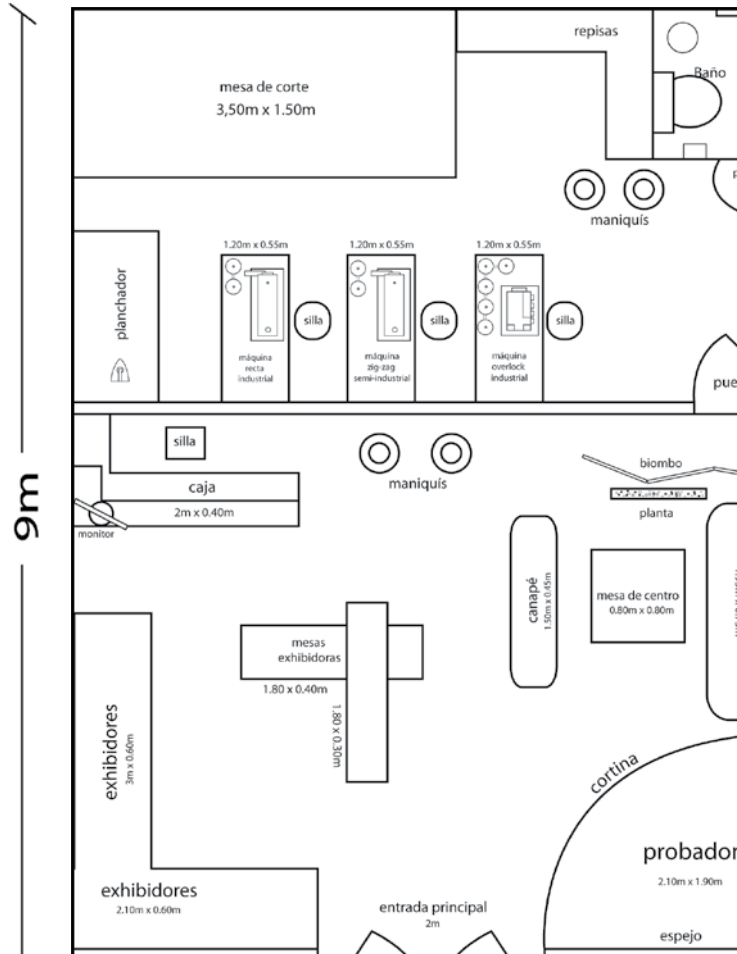 9m
repisas
mesa de corte
3,50m x 1.50m
Baño
maniquís
1.20m x 0.55m
1.20m x 0.55m
1.20m x 0.55m
planchador
silla
silla
silla
máquina
recta
industrial
máquina
zig-zag
semi-industrial
máquina
overlock
industrial
pue
silla
caja
2m x 0.40m
monitor
maniquís
biombo
planta
canapé
1.50m x 0.45m
mesa de centro
0.80m x 0.80m
mesas
exhibidoras
1.80 x 0.40m
1.80 x 0.30m
exhibidores
3m x 0.60m
exhibidores
2.10m x 0.60m
cortina
probador
2.10m x 1.90m
entrada principal
2m
espejo